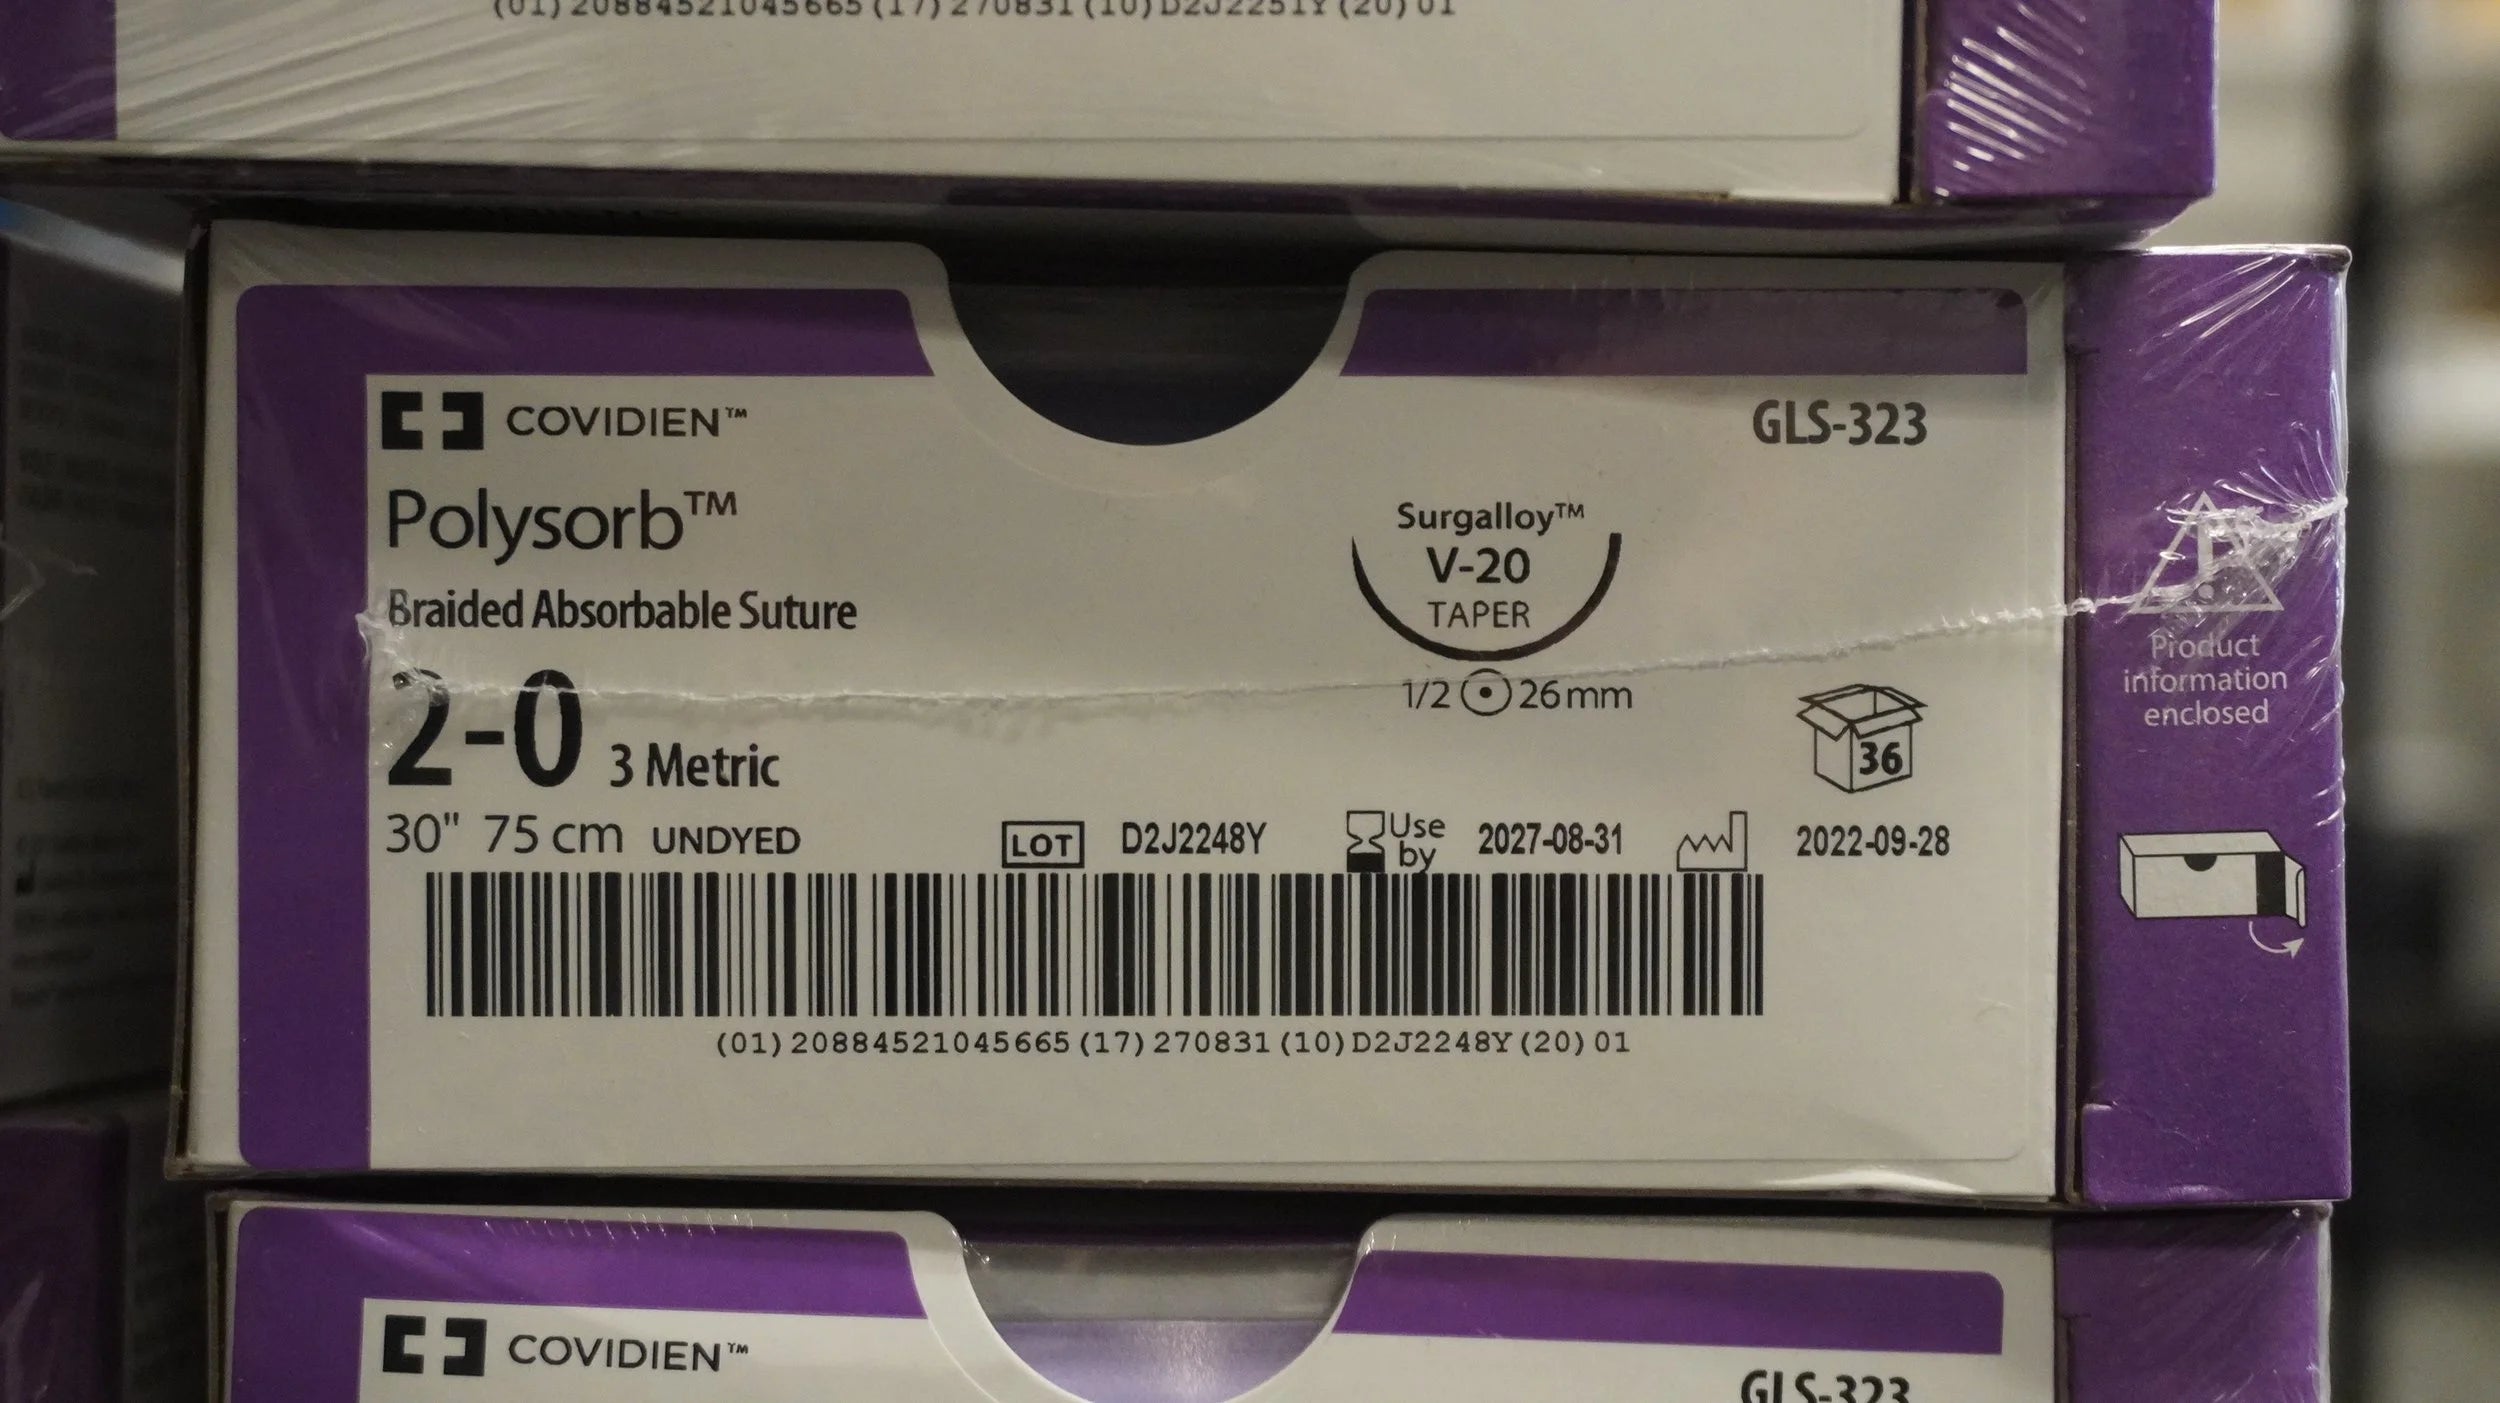 (01)20884521045665(17)270831(10)D2J2251Y(20)01
COVIDIEN™
GLS-323
Polysorb™
Braided Absorbable Suture
2-0 3 Metric
30" 75 cm UNDYED
Surgalloy™
V-20
TAPER
1/2 26 mm
36
LOT D2J2248Y Use by 2027-08-31 2022-09-28
(01)20884521045665(17)270831(10)D2J2248Y(20)01
Product
information
enclosed
COVIDIEN™
GLS-323